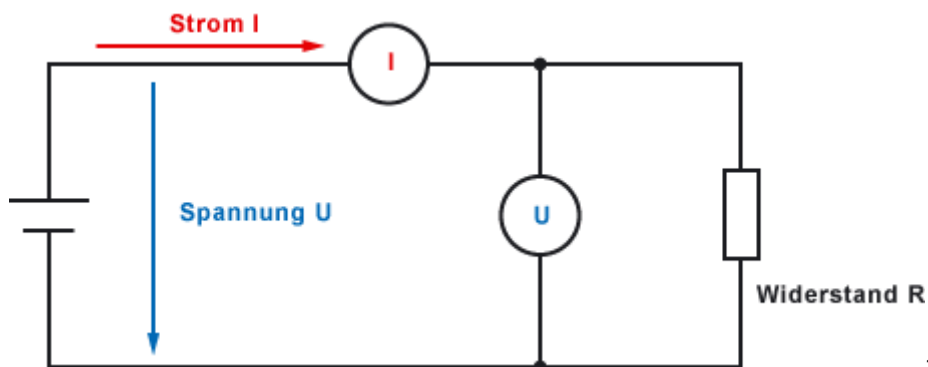 Strom I
I
Spannung U
U
Widerstand R